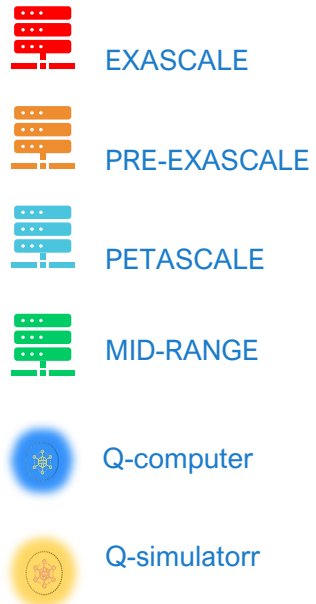 EXASCALE
PRE-EXASCALE
PETASCALE
MID-RANGE
Q-computer
Q-simulatorr